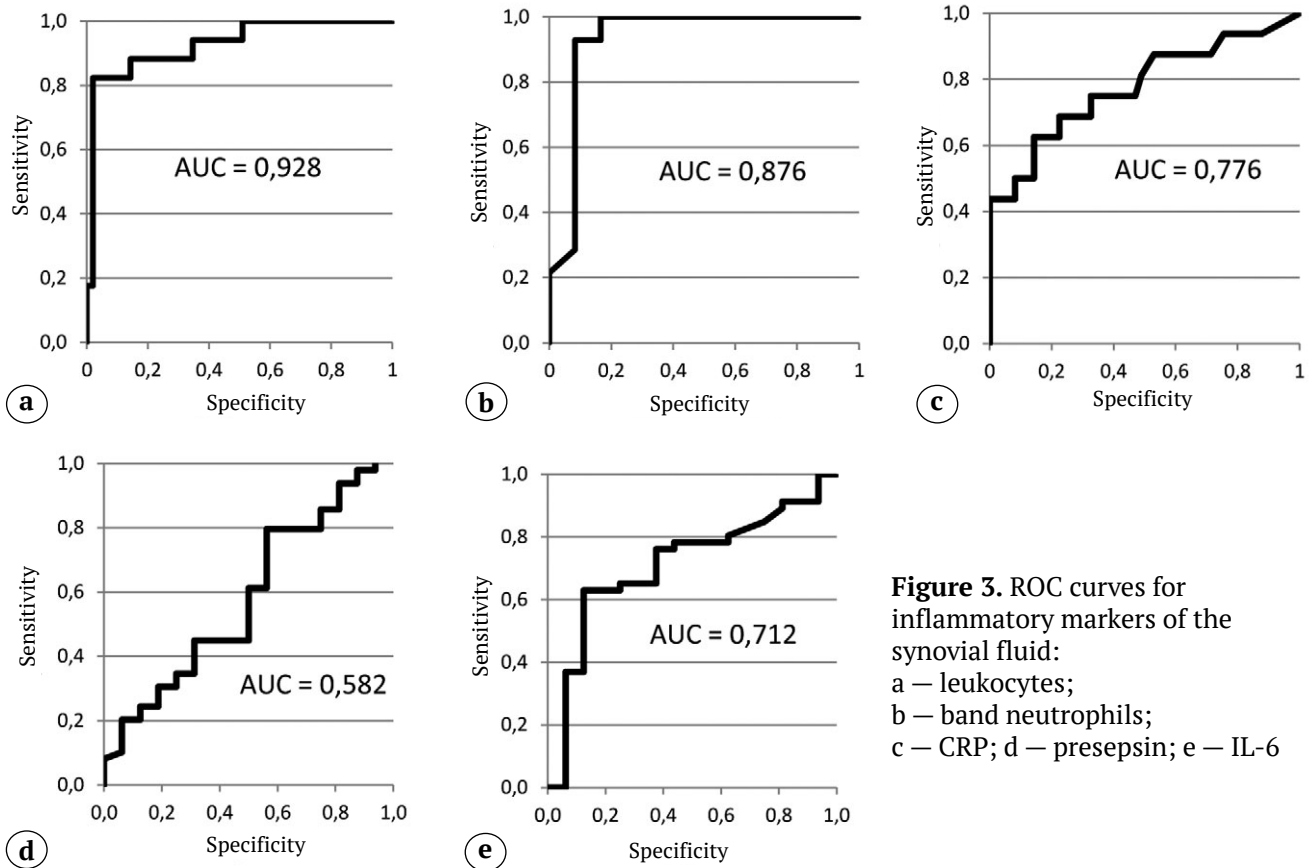 1,0
0,8
0,6
0,4
0,2
0,0
Sensitivity
AUC = 0,928
0 0,2 0,4 0,6 0,8 1
Specificity
a
1,0
0,8
0,6
0,4
0,2
0,0
Sensitivity
AUC = 0,876
0 0,2 0,4 0,6 0,8 1
Specificity
b
1,0
0,8
0,6
0,4
0,2
0,0
Sensitivity
AUC = 0,776
0 0,2 0,4 0,6 0,8 1
Specificity
c
1,0
0,8
0,6
0,4
0,2
0,0
Sensitivity
AUC = 0,582
0,0 0,2 0,4 0,6 0,8 1,0
Specificity
d
1,0
0,8
0,6
0,4
0,2
0,0
Sensitivity
AUC = 0,712
0,0 0,2 0,4 0,6 0,8 1,0
Specificity
e
Figure 3. ROC curves for
inflammatory markers of the
synovial fluid:
a — leukocytes;
b — band neutrophils;
c — CRP; d — presepsin; e — IL-6